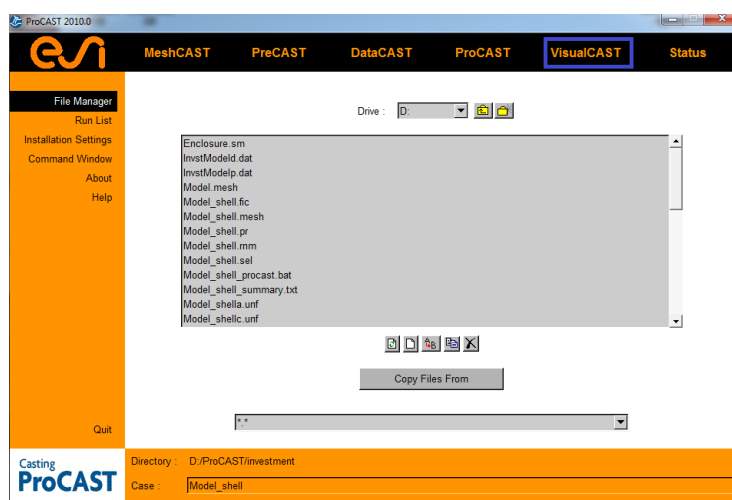 ProCAST 2010.0
esi MeshCAST PreCAST DataCAST ProCAST VisualCAST Status
File Manager
Run List
Installation Settings
Command Window
About
Help
Drive : D:
Enclosure.sm
InvstModeld.dat
InvstModelp.dat
Model.mesh
Model_shell.fic
Model_shell.mesh
Model_shell.pr
Model_shell.rnm
Model_shell.sel
Model_shell_procast.bat
Model_shell_summary.txt
Model_shella.unf
Model_shellc.unf
Copy Files From
*.*
Quit
Casting
ProCAST
Directory : D:/ProCAST/investment
Case : Model_shell